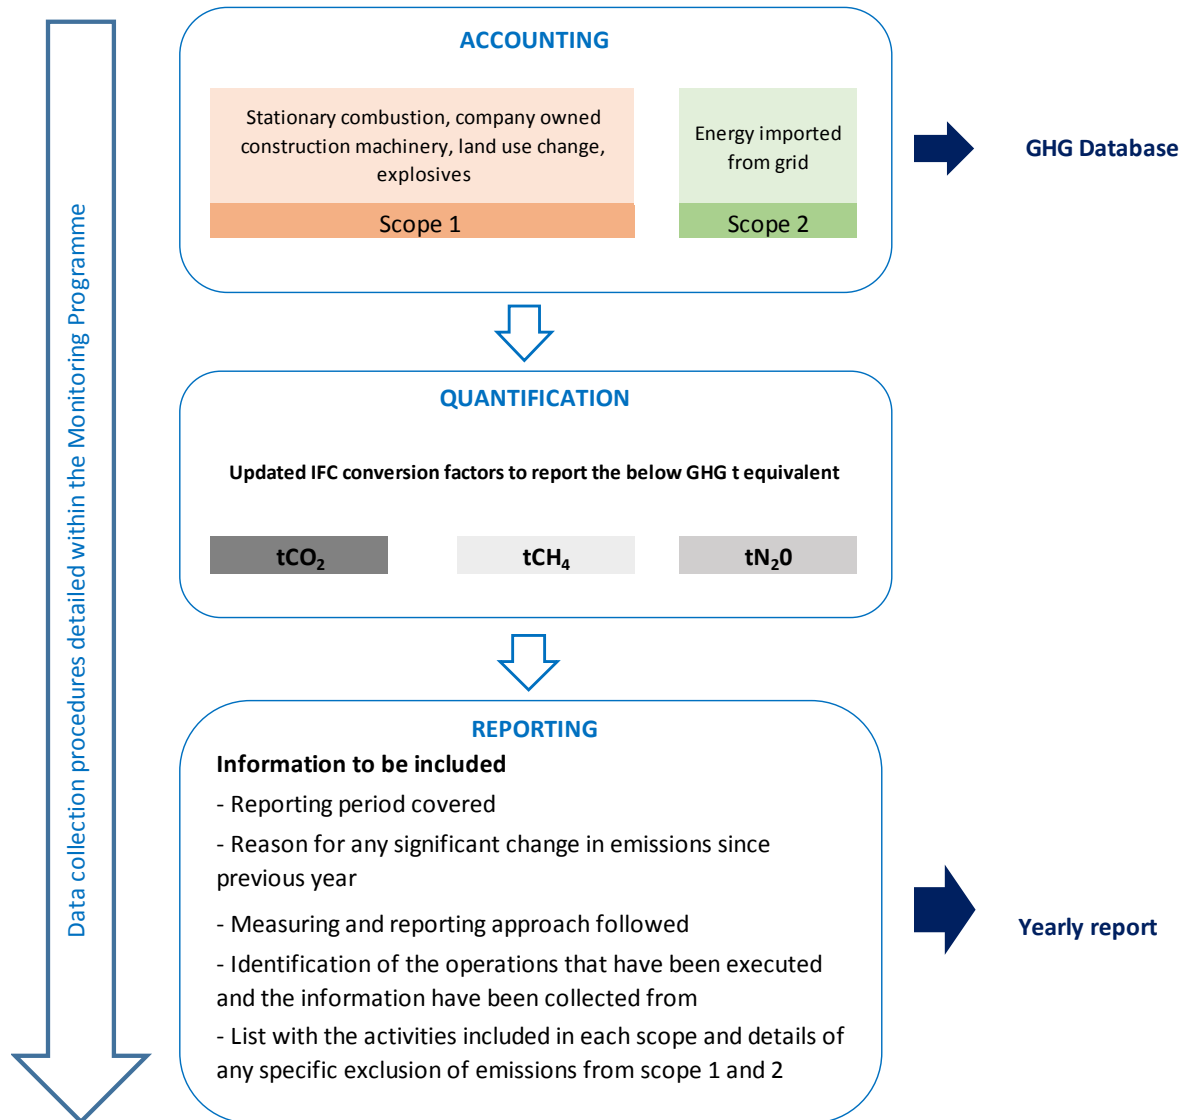 Data collection procedures detailed within the Monitoring Programme
ACCOUNTING
Stationary combustion, company owned
construction machinery, land use change,
explosives
Scope 1
Energy imported
from grid
Scope 2
GHG Database
QUANTIFICATION
Updated IFC conversion factors to report the below GHG t equivalent
tCO₂
tCH₄
tN₂0
REPORTING
Information to be included
- Reporting period covered
- Reason for any significant change in emissions since
previous year
- Measuring and reporting approach followed
- Identification of the operations that have been executed
and the information have been collected from
- List with the activities included in each scope and details of
any specific exclusion of emissions from scope 1 and 2
Yearly report